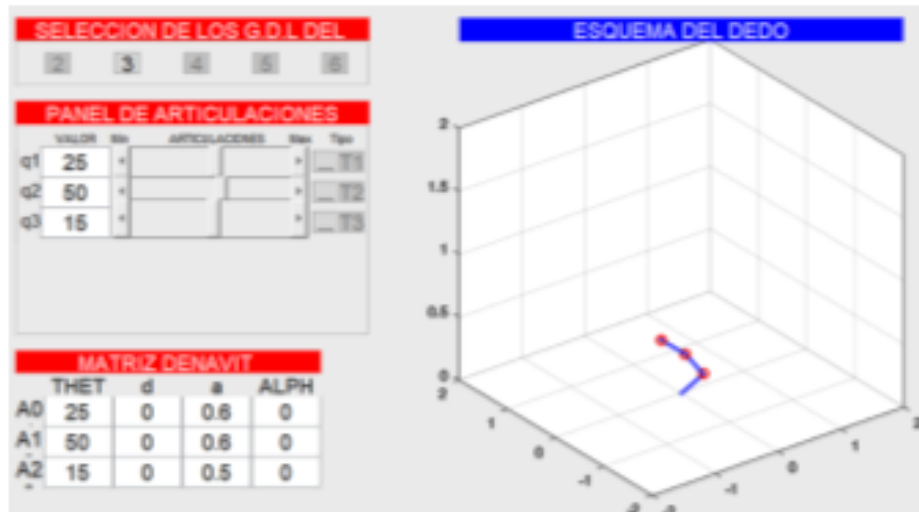 SELECCION DE LOS G.D.L DEL
2 3 4 5 6
PANEL DE ARTICULACIONES
VALOR Min ARTICULACIONES Max Tipo
q1 25 < > _ T1
q2 50 < > _ T2
q3 15 < > _ T3
MATRIZ DENAVIT
THET d a ALPH
A0 25 0 0.6 0
A1 50 0 0.6 0
A2 15 0 0.5 0
ESQUEMA DEL DEDO
2
1.5
1
0.5
0
2 1 0 -1 -2
-2 -1 0 1 2